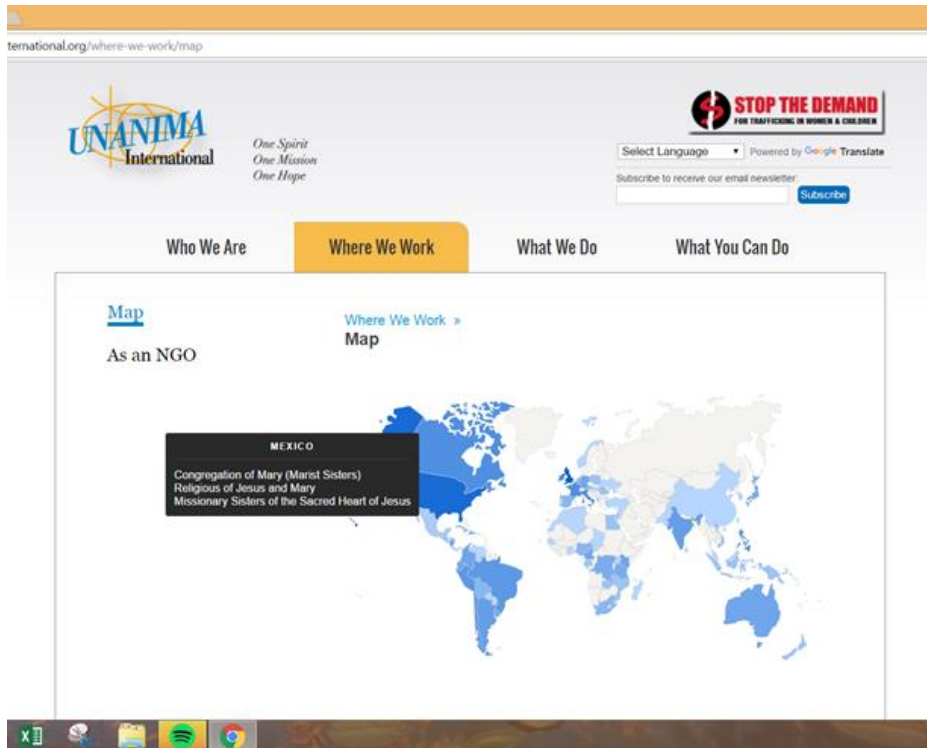 ternational.org/where-we-work/map
UNANIMA
International
One Spirit
One Mission
One Hope
STOP THE DEMAND
FOR TRAFFICKING IN WOMEN & CHILDREN
Select Language
Powered by Google Translate
Subscribe to receive our email newsletter:
Subscribe
Who We Are
Where We Work
What We Do
What You Can Do
Map
As an NGO
Where We Work »
Map
MEXICO
Congregation of Mary (Marist Sisters)
Religious of Jesus and Mary
Missionary Sisters of the Sacred Heart of Jesus